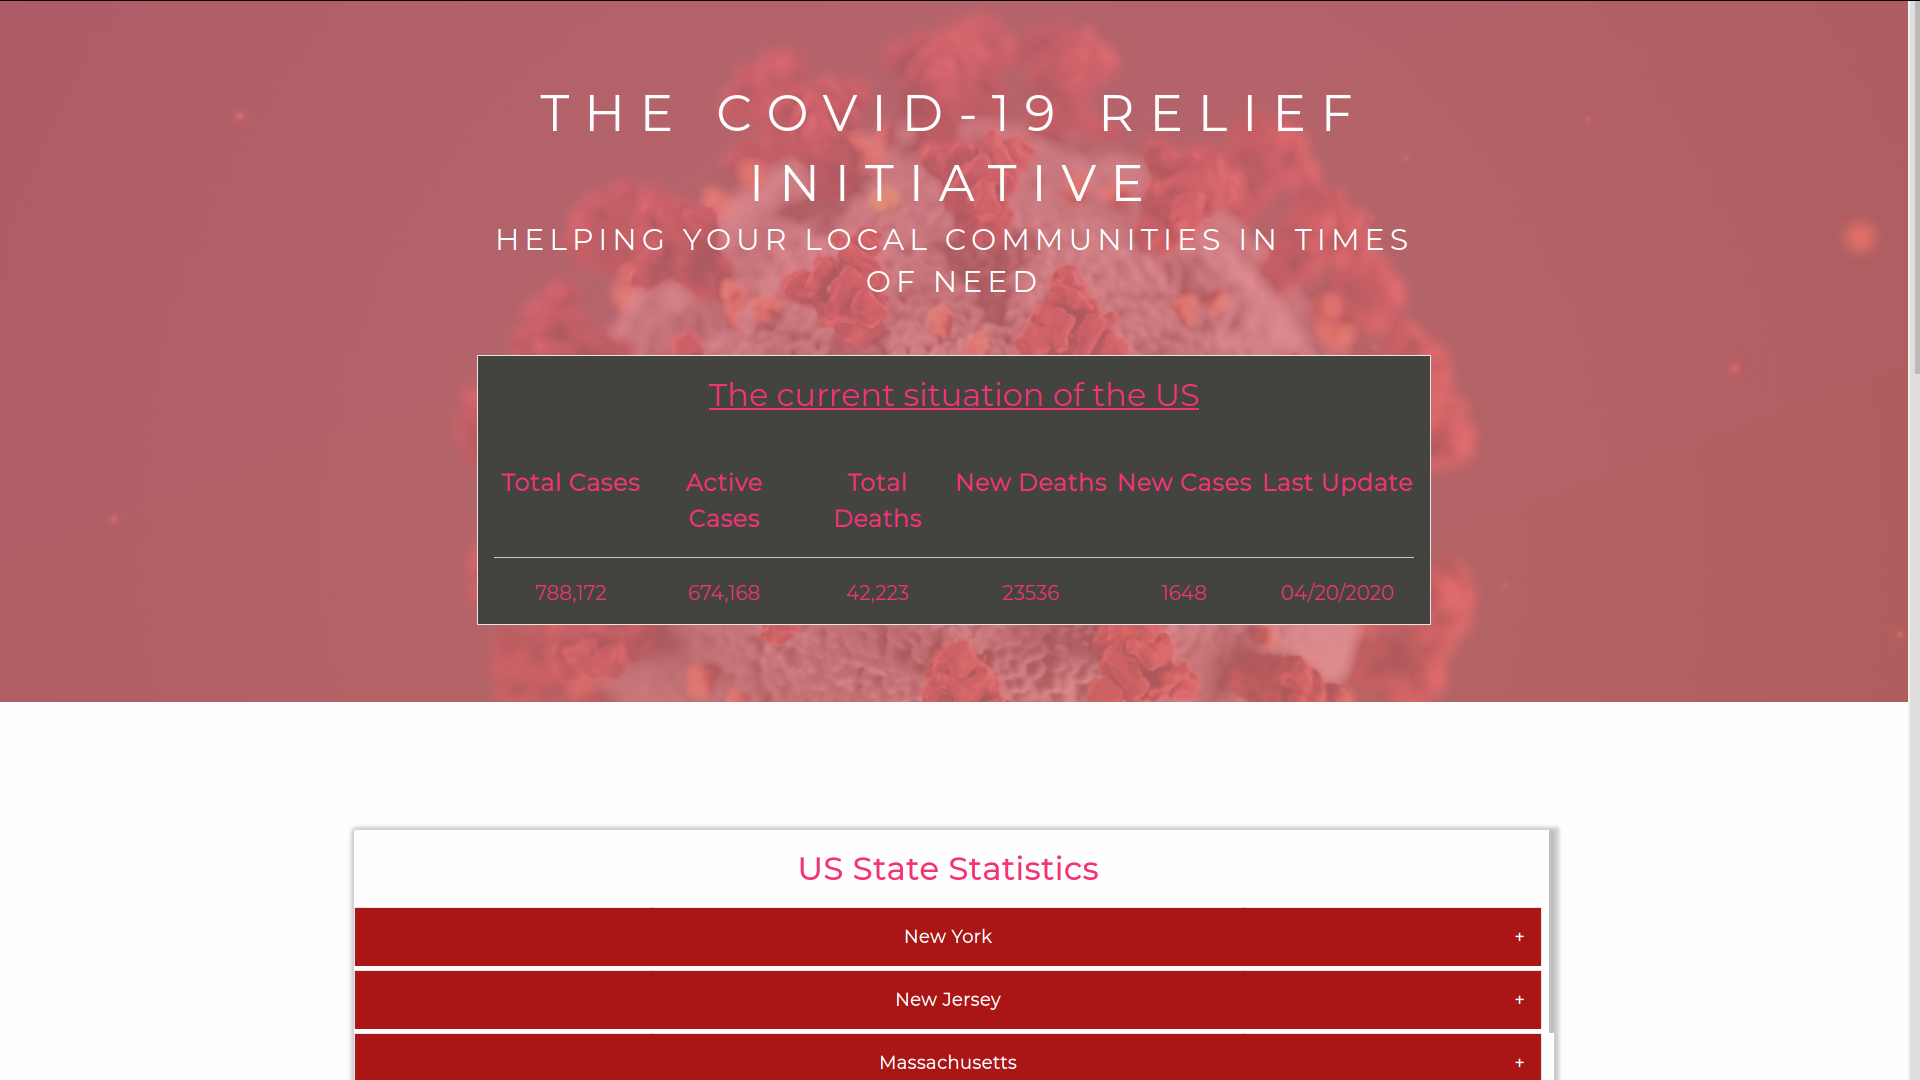 THE COVID-19 RELIEF
INITIATIVE
HELPING YOUR LOCAL COMMUNITIES IN TIMES
OF NEED
The current situation of the US
Total Cases Active Cases Total Deaths New Deaths New Cases Last Update
788,172 674,168 42,223 23536 1648 04/20/2020
US State Statistics
New York +
New Jersey +
Massachusetts +